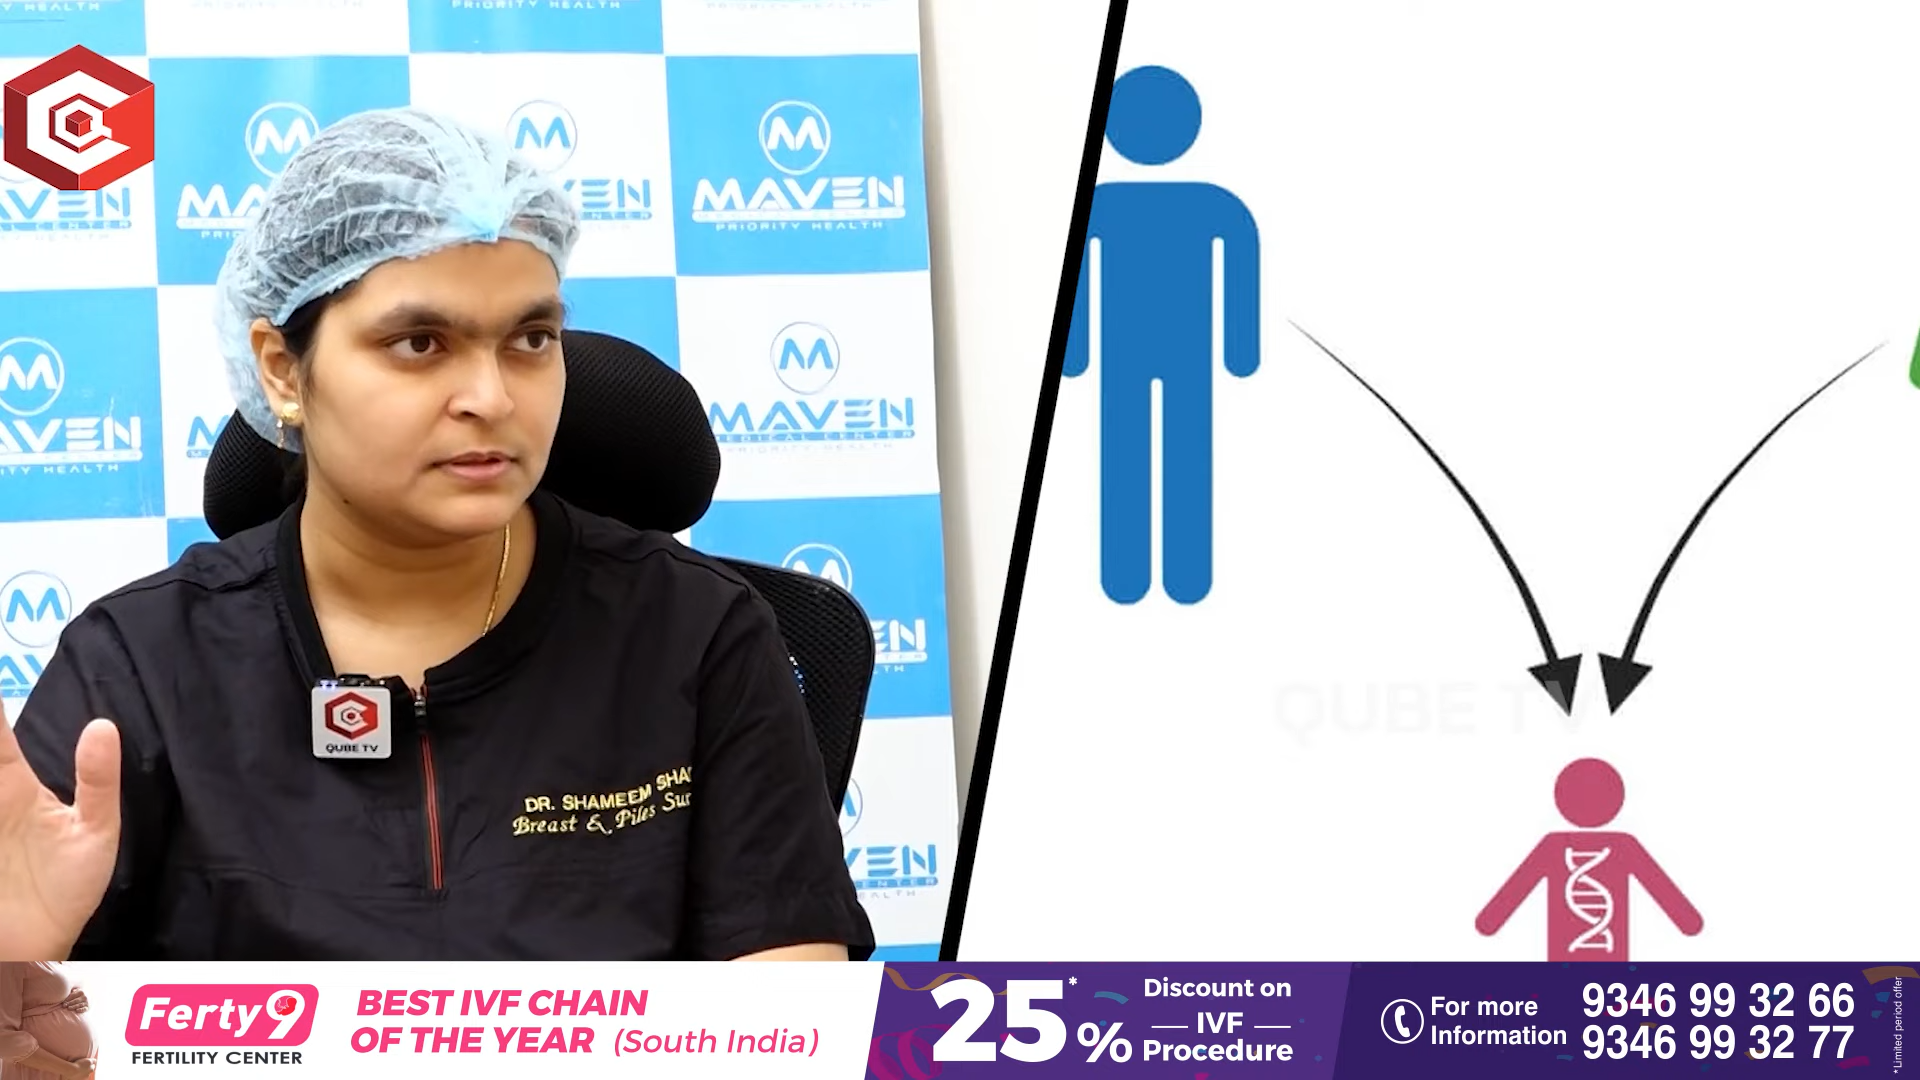 PRIORITY HEALTH
MAVEN
PRIORITY HEALTH
MAVEN
MEDICAL CENTER
PRIORITY HEALTH
QUBE TV
DR. SHAMEEM
Breast & Piles
QUBE TV
Ferty9
FERTILITY CENTER
BEST IVF CHAIN
OF THE YEAR (South India)
25%*
Discount on
IVF
Procedure
For more
Information
9346 99 32 66
9346 99 32 77
*Limited period offer